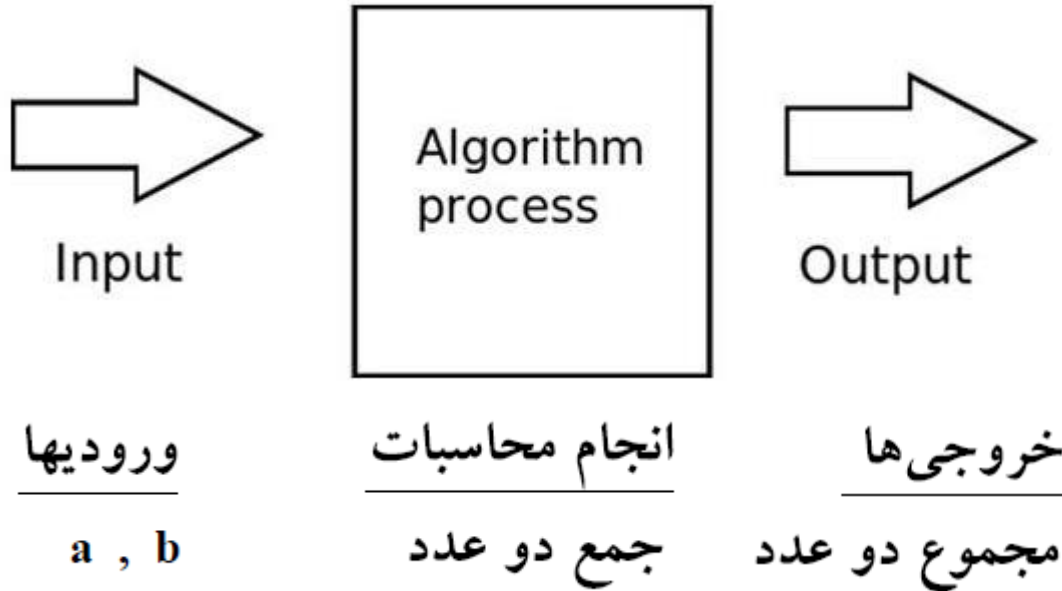 Input
Algorithm
process
Output
ورودیها
انجام محاسبات
خروجی‌ها
a , b
جمع دو عدد
مجموع دو عدد